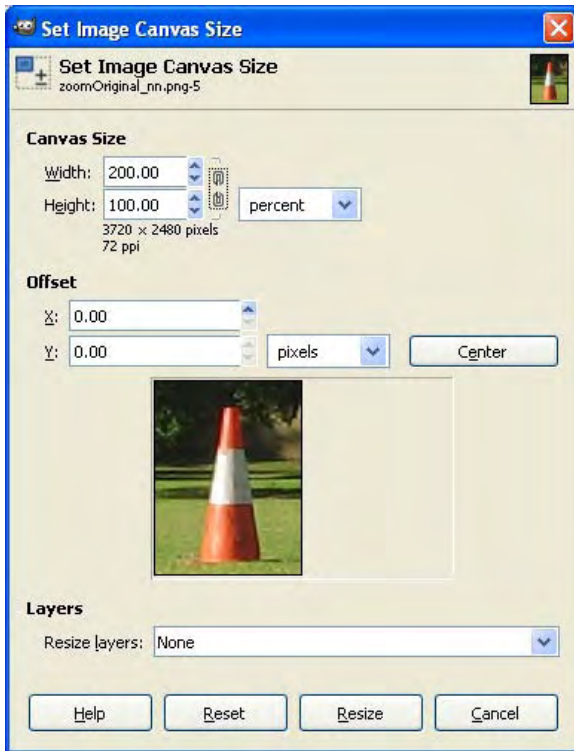 Set Image Canvas Size
Set Image Canvas Size
zoomOriginal_nn.png-5
Canvas Size
Width: 200.00
Height: 100.00 percent
3720 × 2480 pixels
72 ppi
Offset
X: 0.00
Y: 0.00 pixels Center
Layers
Resize layers: None
Help Reset Resize Cancel